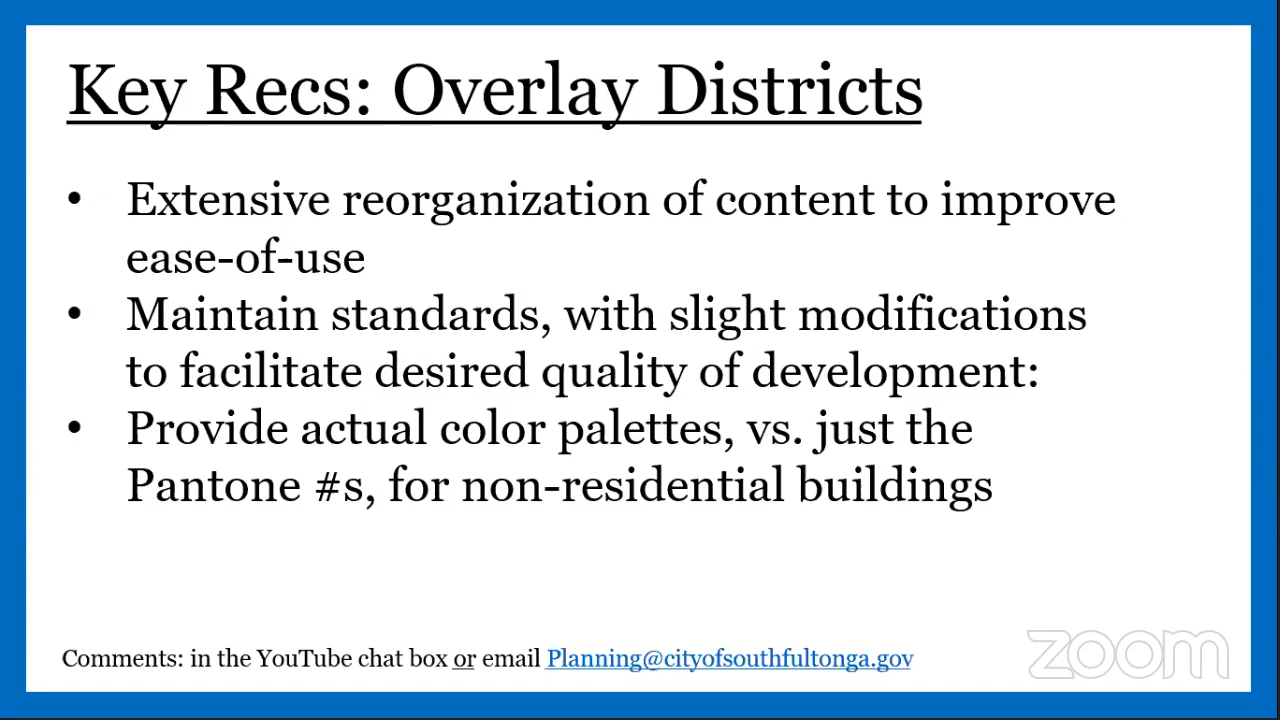 Key Recs: Overlay Districts
• Extensive reorganization of content to improve
ease-of-use
• Maintain standards, with slight modifications
to facilitate desired quality of development:
• Provide actual color palettes, vs. just the
Pantone #s, for non-residential buildings
Comments: in the YouTube chat box or email Planning@cityofsouthfultonga.gov
zoom